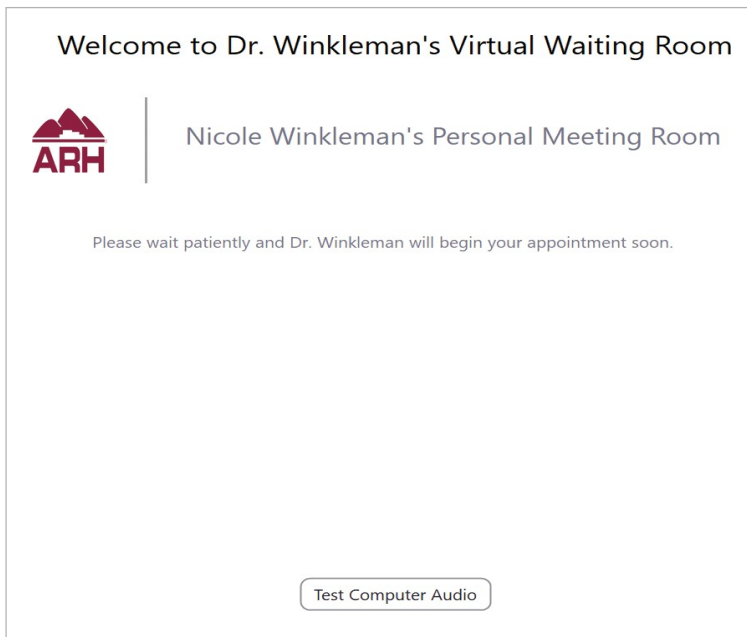 Welcome to Dr. Winkleman's Virtual Waiting Room
ARH
Nicole Winkleman's Personal Meeting Room
Please wait patiently and Dr. Winkleman will begin your appointment soon.
Test Computer Audio